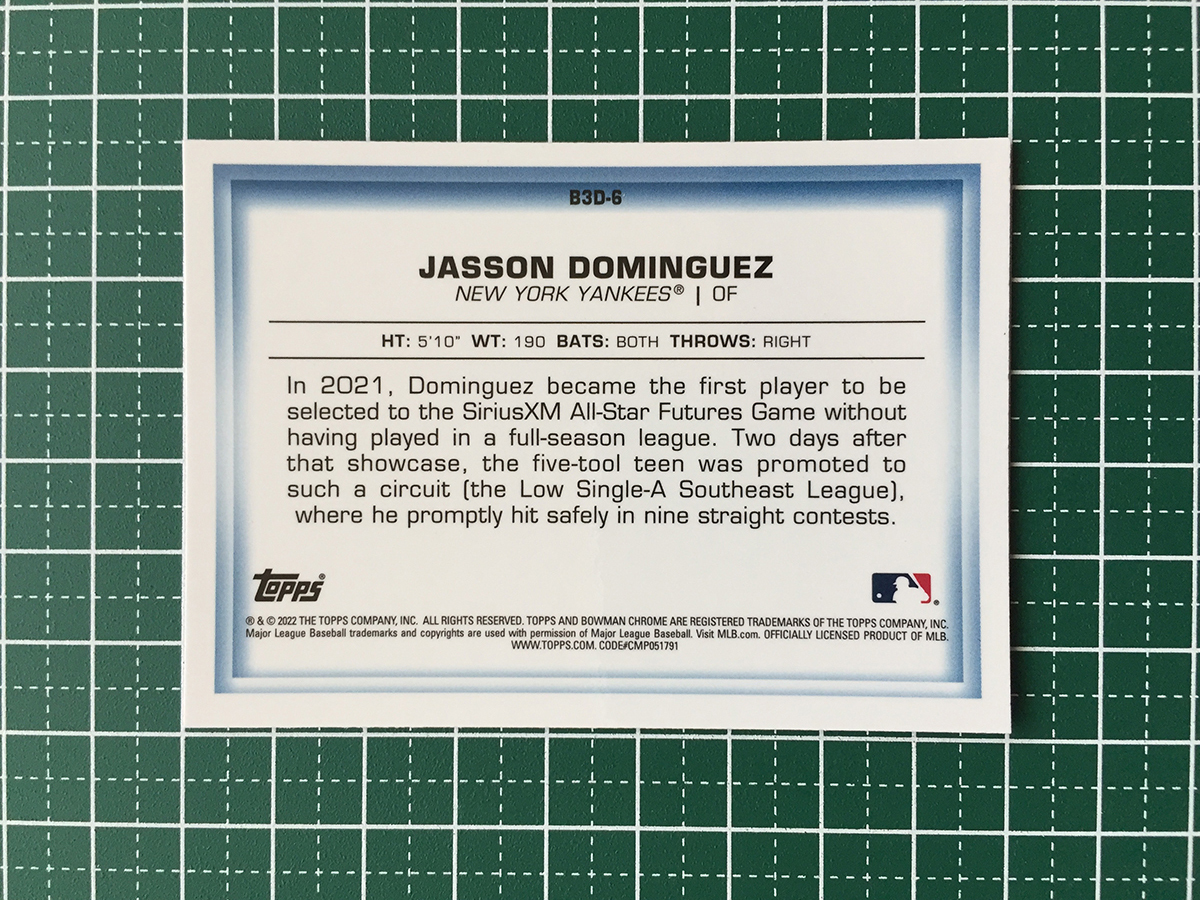 B3D-6
JASSON DOMINGUEZ
NEW YORK YANKEES® | OF
HT: 5'10" WT: 190 BATS: BOTH THROWS: RIGHT
In 2021, Dominguez became the first player to be
selected to the SiriusXM All-Star Futures Game without
having played in a full-season league. Two days after
that showcase, the five-tool teen was promoted to
such a circuit (the Low Single-A Southeast League),
where he promptly hit safely in nine straight contests.
topps®
®
® & © 2022 THE TOPPS COMPANY, INC. ALL RIGHTS RESERVED. TOPPS AND BOWMAN CHROME ARE REGISTERED TRADEMARKS OF THE TOPPS COMPANY, INC.
Major League Baseball trademarks and copyrights are used with permission of Major League Baseball. Visit MLB.com. OFFICIALLY LICENSED PRODUCT OF MLB.
WWW.TOPPS.COM. CODE#CMP051791